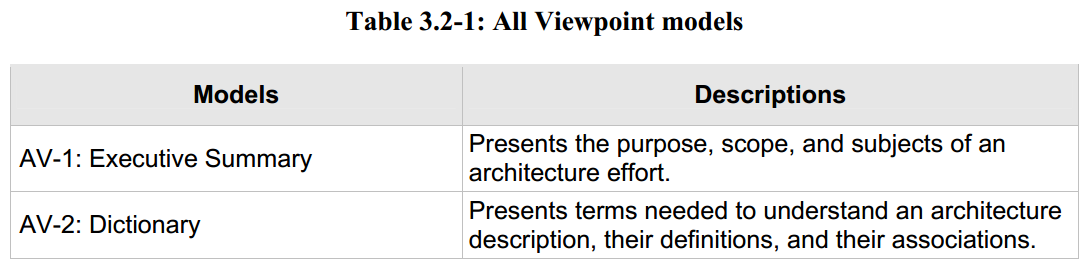 Table 3.2-1: All Viewpoint models
Models
Descriptions
AV-1: Executive Summary
Presents the purpose, scope, and subjects of an
architecture effort.
AV-2: Dictionary
Presents terms needed to understand an architecture
description, their definitions, and their associations.